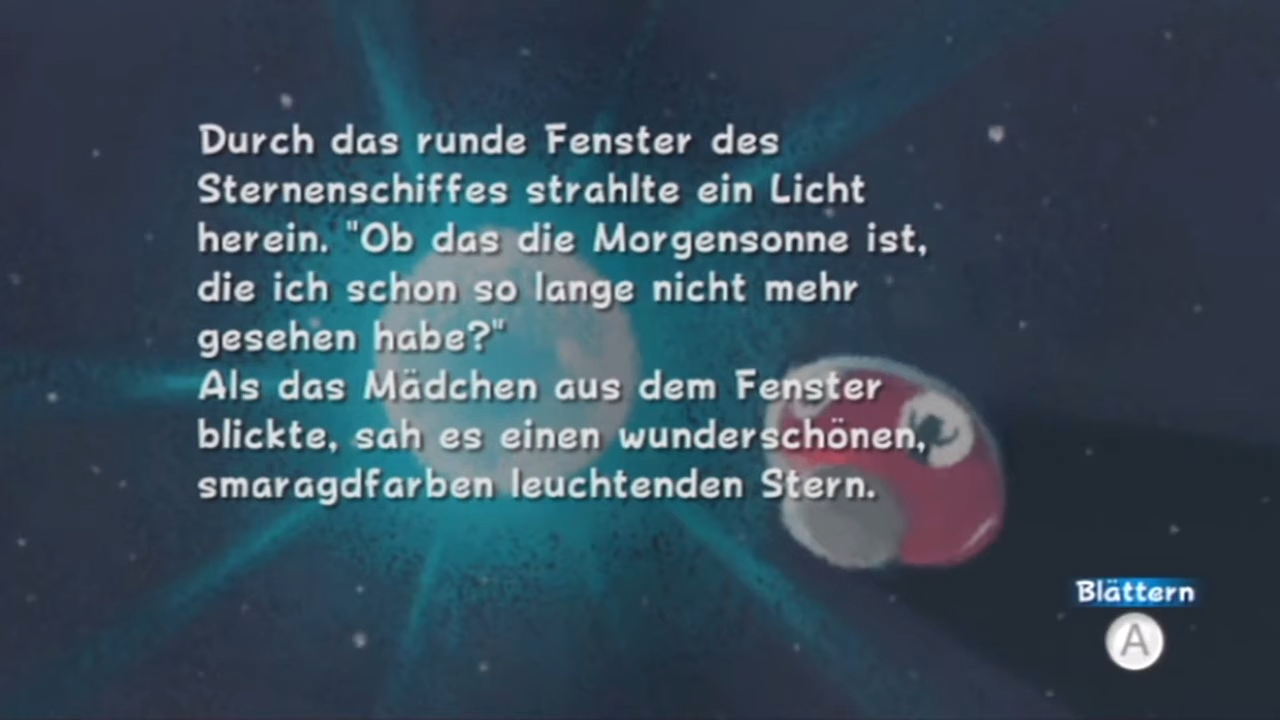 Durch das runde Fenster des
Sternenschiffes strahlte ein Licht
herein. "Ob das die Morgensonne ist,
die ich schon so lange nicht mehr
gesehen habe?"
Als das Mädchen aus dem Fenster
blickte, sah es einen wunderschönen,
smaragdfarben leuchtenden Stern.
Blättern
A